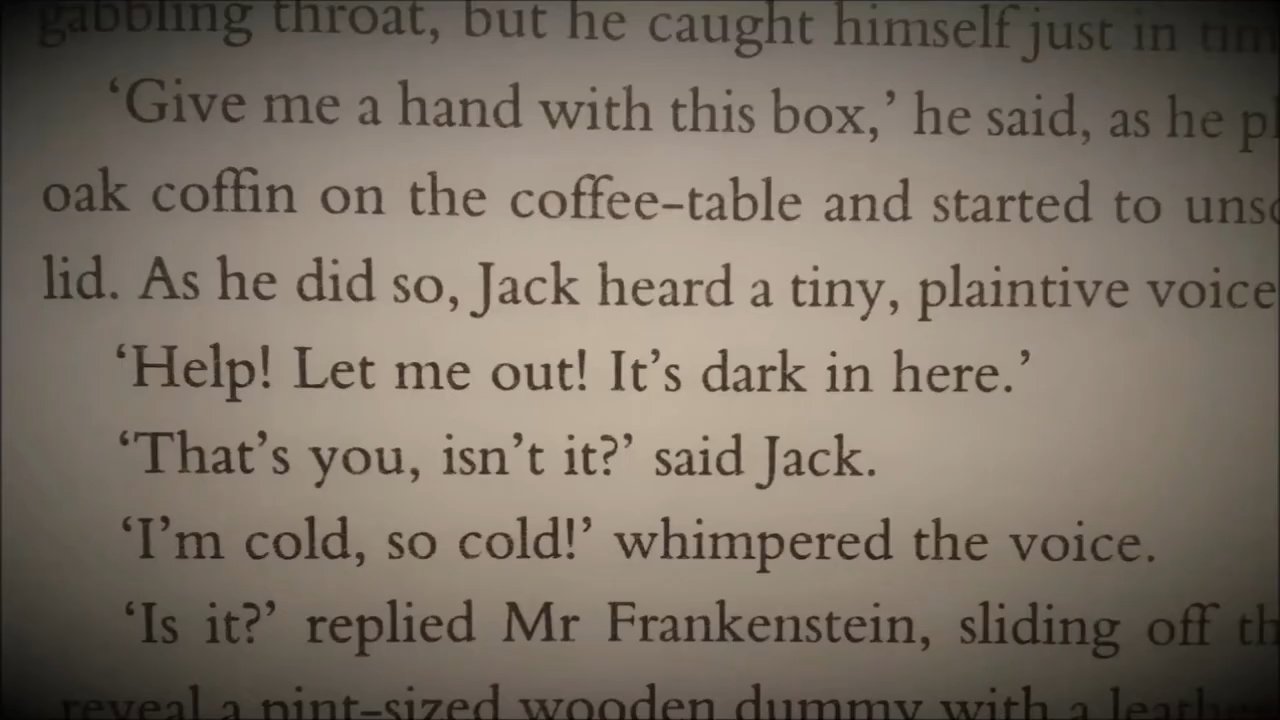 gabbling throat, but he caught himself just in
‘Give me a hand with this box,’ he said, as he
oak coffin on the coffee-table and started to
lid. As he did so, Jack heard a tiny, plaintive voice
‘Help! Let me out! It’s dark in here.’
‘That’s you, isn’t it?’ said Jack.
‘I’m cold, so cold!’ whimpered the voice.
‘Is it?’ replied Mr Frankenstein, sliding off
reveal a pint-sized wooden dummy with a